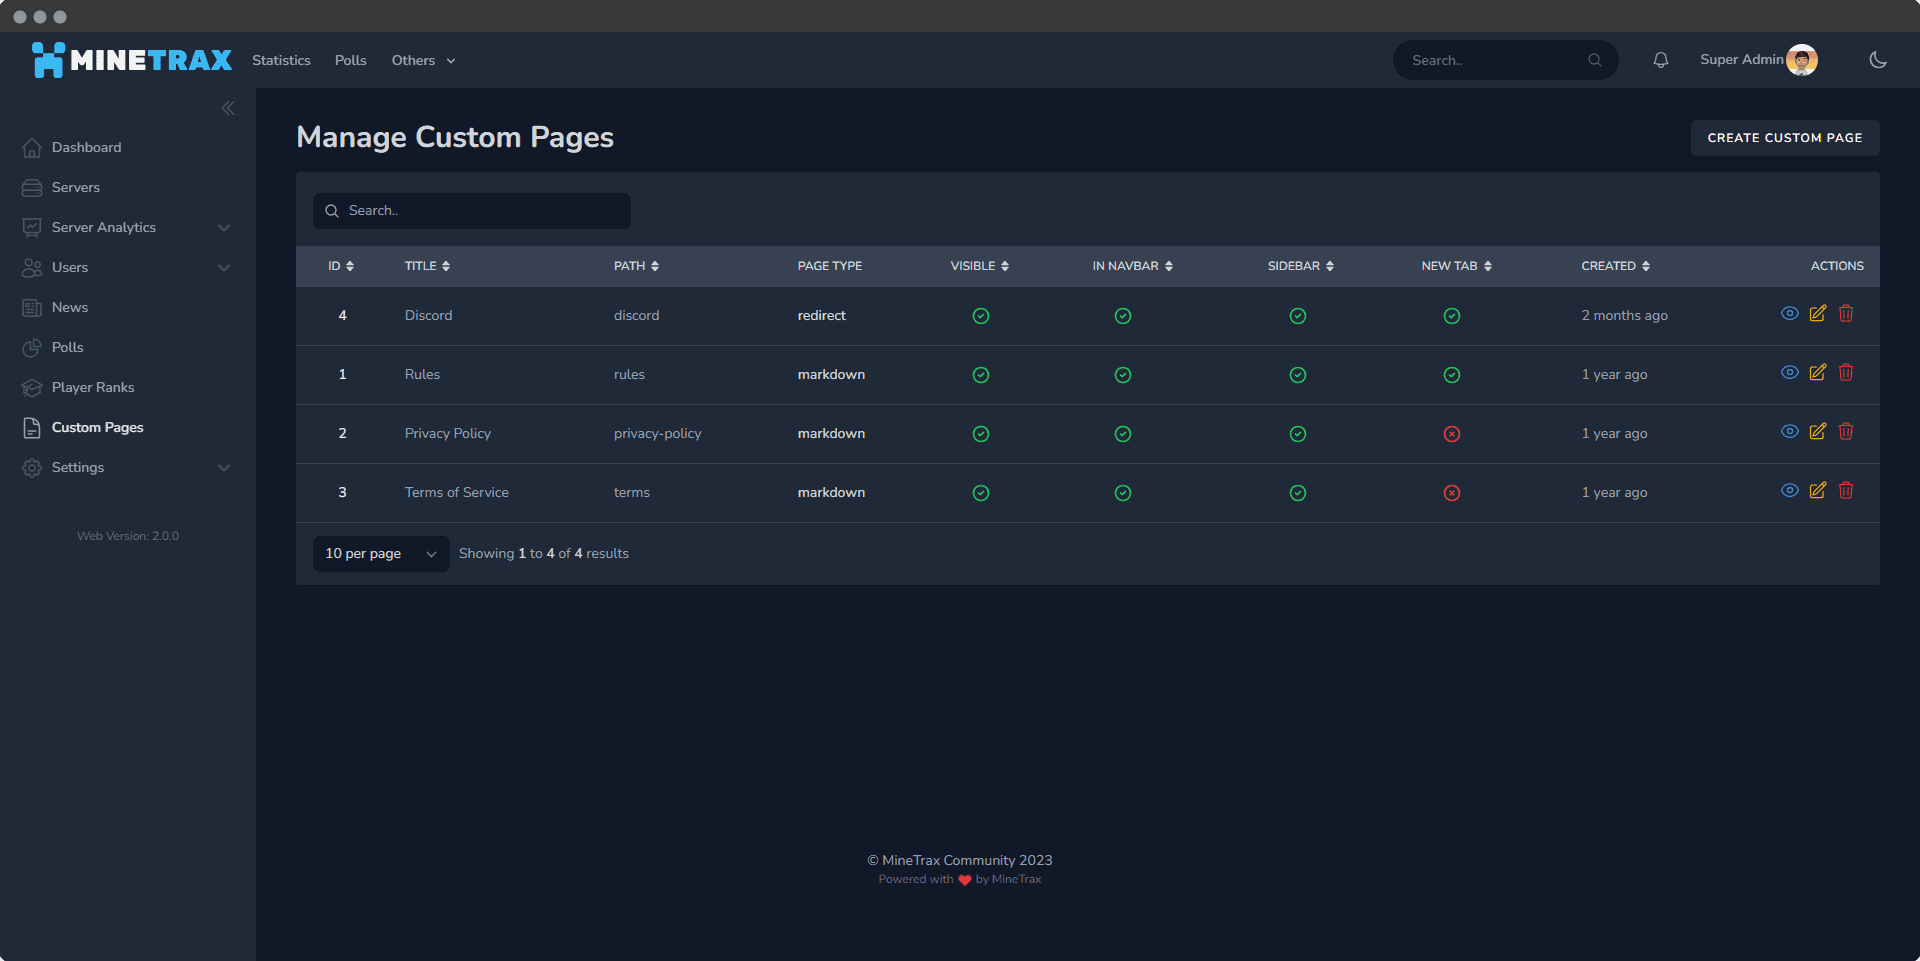 MINETRAX Statistics Polls Others Search.. Super Admin
Dashboard
Servers
Server Analytics
Users
News
Polls
Player Ranks
Custom Pages
Settings
Web Version: 2.0.0
Manage Custom Pages CREATE CUSTOM PAGE
Search..
ID TITLE PATH PAGE TYPE VISIBLE IN NAVBAR SIDEBAR NEW TAB CREATED ACTIONS
4 Discord discord redirect 2 months ago
1 Rules rules markdown 1 year ago
2 Privacy Policy privacy-policy markdown 1 year ago
3 Terms of Service terms markdown 1 year ago
10 per page Showing 1 to 4 of 4 results
© MineTrax Community 2023
Powered with ❤ by MineTrax